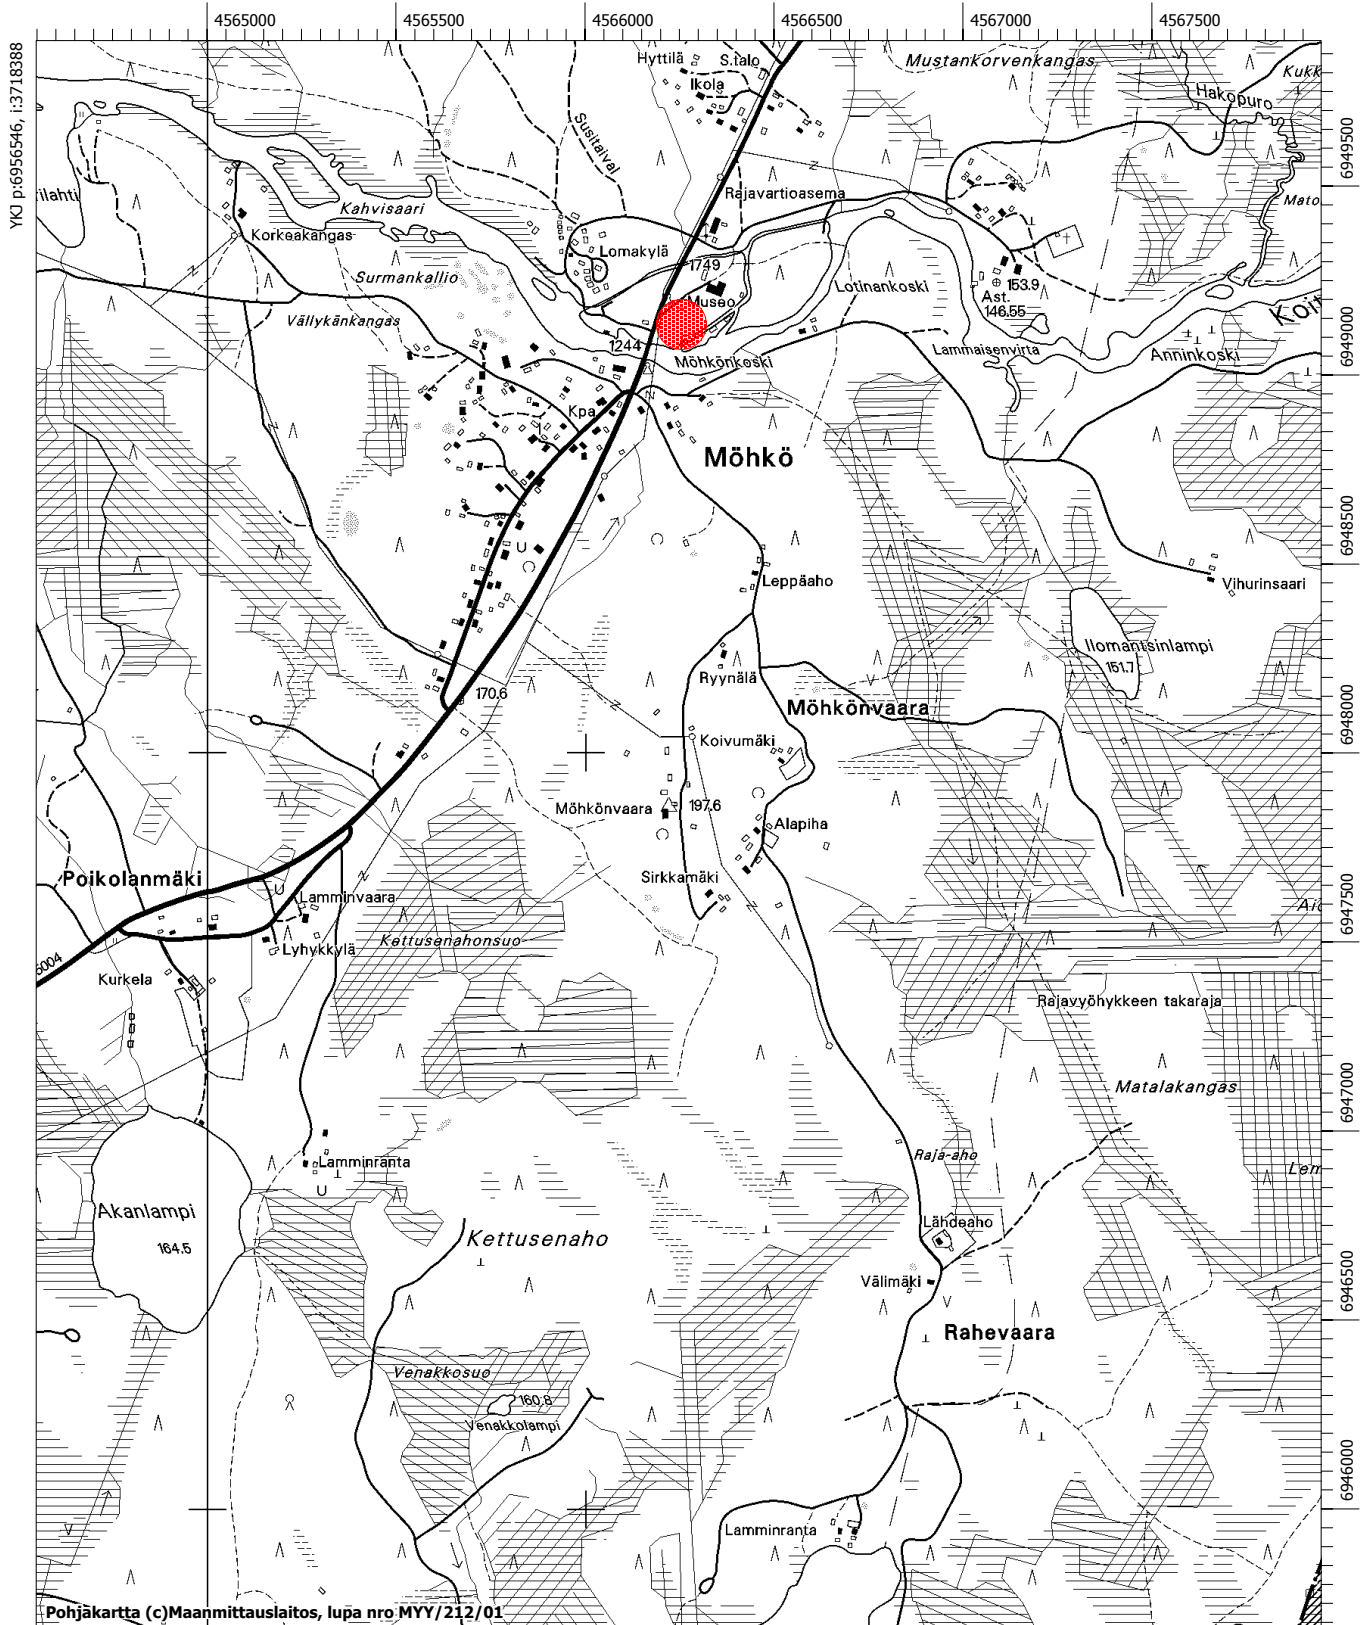 4565000
4565500
4566000
4566500
4567000
4567500
YKJ p:6956546, i:3718388
Hyttilä
S.talo
Mustankorvenkangas
Kukk
Ikola
Hakopuro
Susitaival
6949500
rilahti
Kahvisaari
Rajavartioasema
Mato
Korkeakangas
Lomakylä
Surmankallio
1749
Lotinankoski
153.9
Ast.
146.55
Museo
Koit
Vällykänkangas
6949000
1244
Möhkönkoski
Lammaisenvirta
Anninkoski
Kpa
Möhkö
6948500
Leppäaho
Vihurinsaari
Ilomantsinlampi
151.7
Ryynälä
170.6
Möhkönvaara
6948000
Koivumäki
Möhkönvaara
197.6
Alapiha
Poikolanmäki
Sirkkamäki
Lamminvaara
6947500
Kettusenahonsuo
Lyhykkylä
5004
Kurkela
Rajavyöhykkeen takaraja
Matalakangas
6947000
Raja-aho
Lamminranta
Lem
Akanlampi
164.5
Kettusenaho
Lähdeaho
Välimäki
6946500
Rahevaara
Venakkosuo
160.8
Venakkolampi
6946000
Lamminranta
Pohjakartta (c)Maanmittauslaitos, lupa nro MYY/212/01